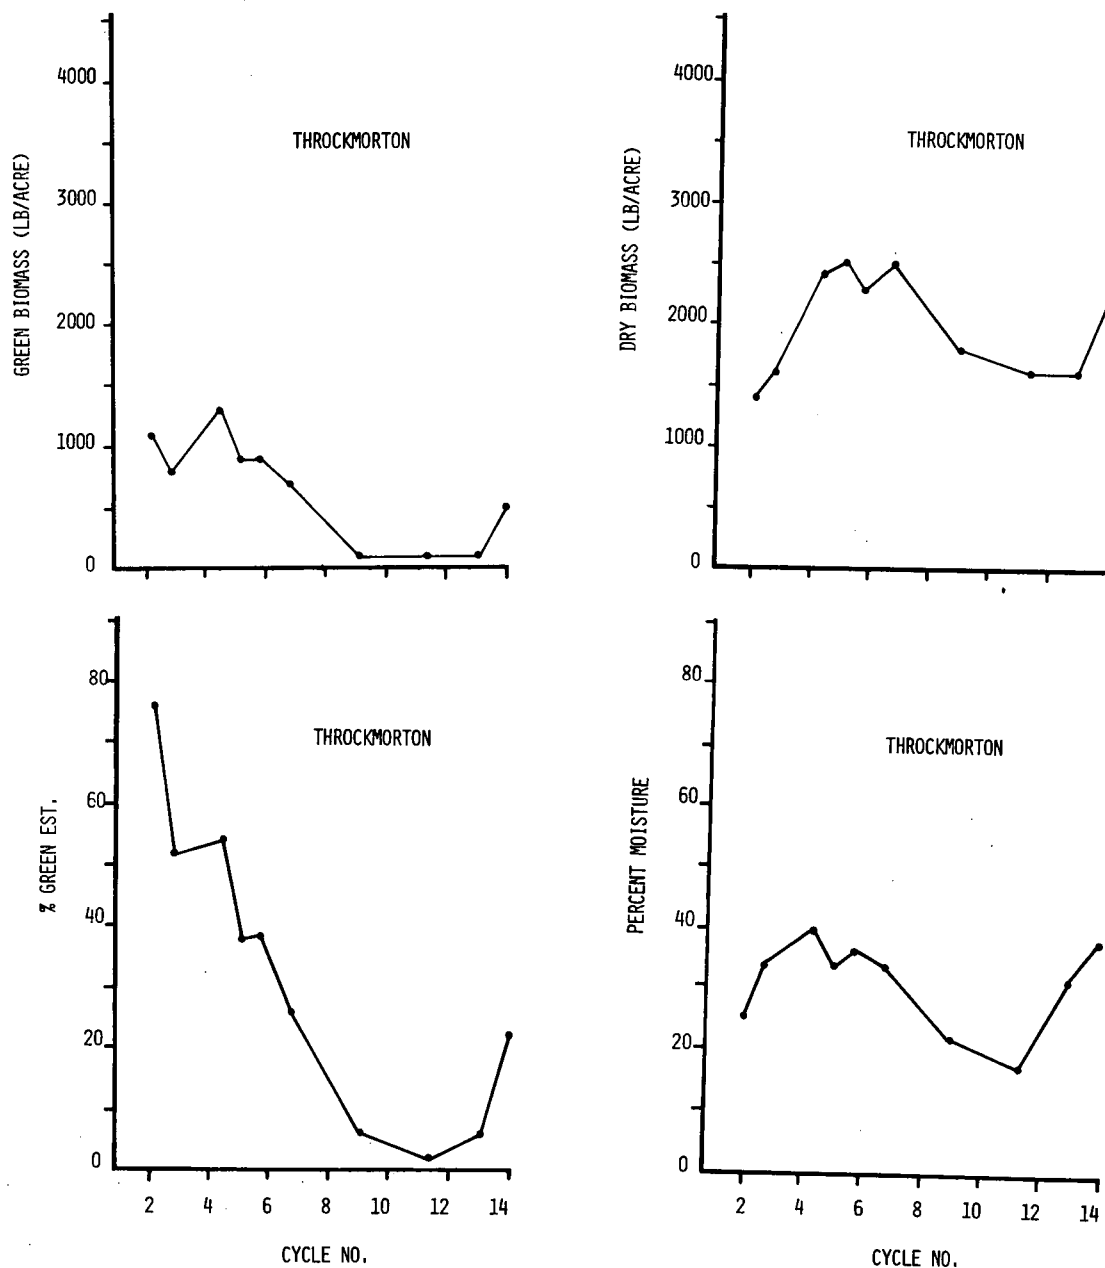 GREEN BIOMASS (LB/ACRE)
4000
3000
2000
1000
0
THROCKMORTON
DRY BIOMASS (LB/ACRE)
4000
3000
2000
1000
0
THROCKMORTON
% GREEN EST.
80
60
40
20
0
THROCKMORTON
2 4 6 8 10 12 14
CYCLE NO.
PERCENT MOISTURE
80
60
40
20
0
THROCKMORTON
2 4 6 8 10 12 14
CYCLE NO.